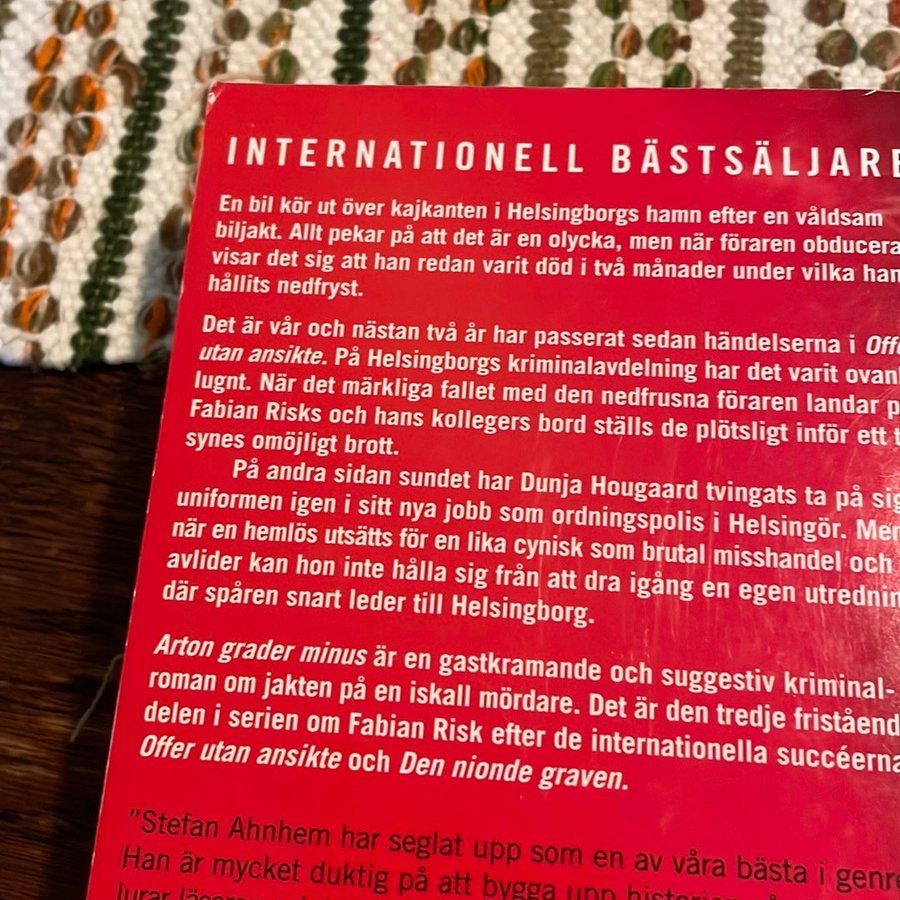 INTERNATIONELL BÄSTSÄLJARE
En bil kör ut över kajkanten i Helsingborgs hamn efter en våldsam
biljakt. Allt pekar på att det är en olycka, men när föraren obducera
visar det sig att han redan varit död i två månader under vilka han
hållits nedfryst.
Det är vår och nästan två år har passerat sedan händelserna i Offe
utan ansikte. På Helsingborgs kriminalavdelning har det varit ovanl
lugnt. När det märkliga fallet med den nedfrusna föraren landar p
Fabian Risks och hans kollegers bord ställs de plötsligt inför ett t
synes omöjligt brott.
På andra sidan sundet har Dunja Hougaard tvingats ta på sig
uniformen igen i sitt nya jobb som ordningspolis i Helsingör. Men
när en hemlös utsätts för en lika cynisk som brutal misshandel och
avlider kan hon inte hålla sig från att dra igång en egen utrednin
där spåren snart leder till Helsingborg.
Arton grader minus är en gastkramande och suggestiv kriminal-
roman om jakten på en iskall mördare. Det är den tredje friståend
delen i serien om Fabian Risk efter de internationella succéerna
Offer utan ansikte och Den nionde graven.
"Stefan Ahnhem har seglat upp som en av våra bästa i genre
Han är mycket duktig på att bygga upp historien
lurar